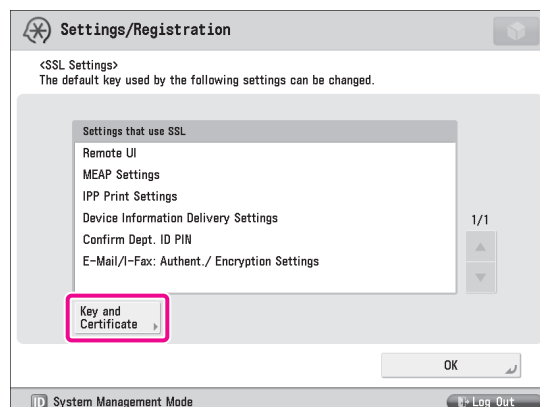 Settings/Registration
<SSL Settings>
The default key used by the following settings can be changed.
Settings that use SSL
Remote UI
MEAP Settings
IPP Print Settings
Device Information Delivery Settings
Confirm Dept. ID PIN
E-Mail/I-Fax: Authent./ Encryption Settings
1/1
Key and
Certificate
OK
ID System Management Mode
Log Out